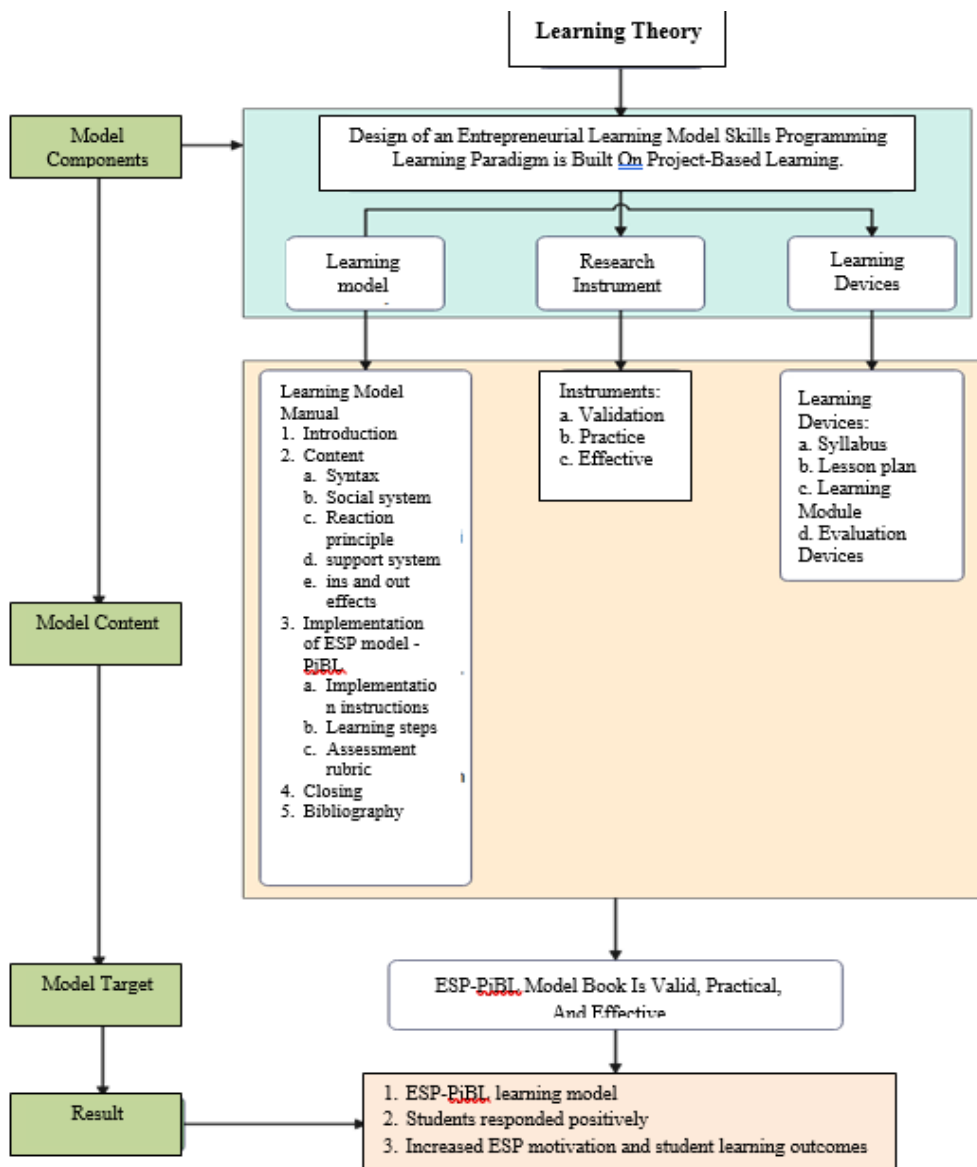 Learning Theory
Model
Components
Design of an Entrepreneurial Learning Model Skills Programming
Learning Paradigm is Built On Project-Based Learning.
Learning
model
Research
Instrument
Learning
Devices
Learning Model
Manual
1. Introduction
2. Content
a. Syntax
b. Social system
c. Reaction
principle
d. support system
e. ins and out
effects
3. Implementation
of ESP model -
PjBL
a. Implementatio
n instructions
b. Learning steps
c. Assessment
rubric
4. Closing
5. Bibliography
Instruments:
a. Validation
b. Practice
c. Effective
Learning
Devices:
a. Syllabus
b. Lesson plan
c. Learning
Module
d. Evaluation
Devices
Model Content
Model Target
ESP-PjBL Model Book Is Valid, Practical,
And Effective
Result
1. ESP-PjBL learning model
2. Students responded positively
3. Increased ESP motivation and student learning outcomes